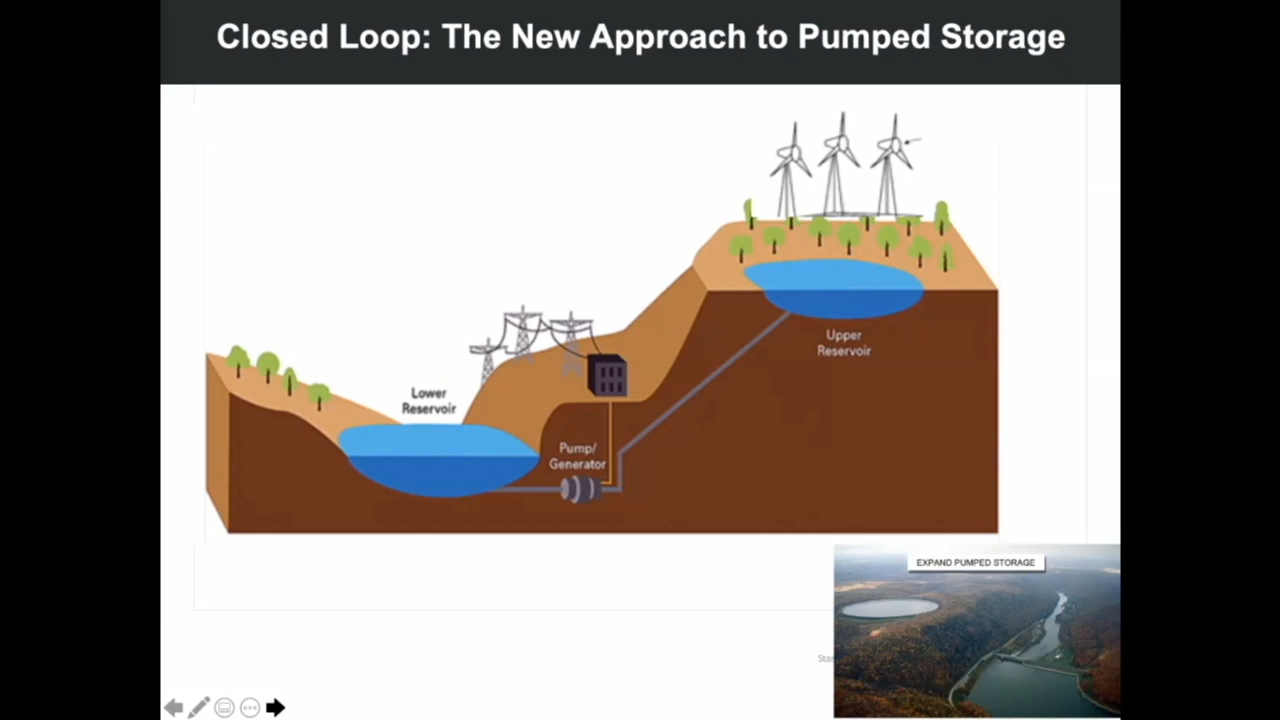 Closed Loop: The New Approach to Pumped Storage
Upper
Reservoir
Lower
Reservoir
Pump/
Generator
EXPAND PUMPED STORAGE